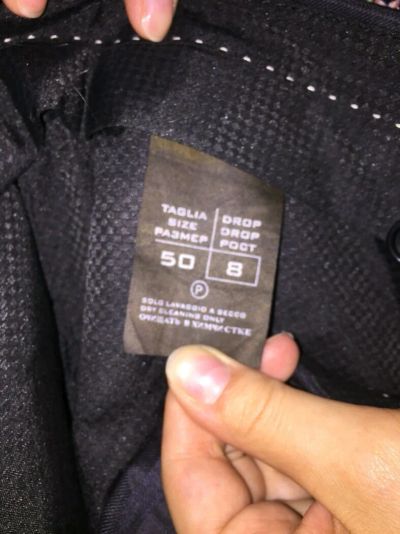 TAGLIA DROP
SIZE DROP
РАЗМЕР РОСТ
50 8
P
SOLO LAVAGGIO A SECCO
DRY CLEANING ONLY
ОЧИЩАТЬ В ХИМЧИСТКЕ